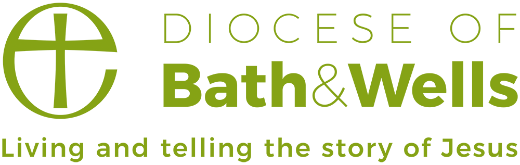 DIOCESE OF
Bath&Wells
Living and telling the story of Jesus